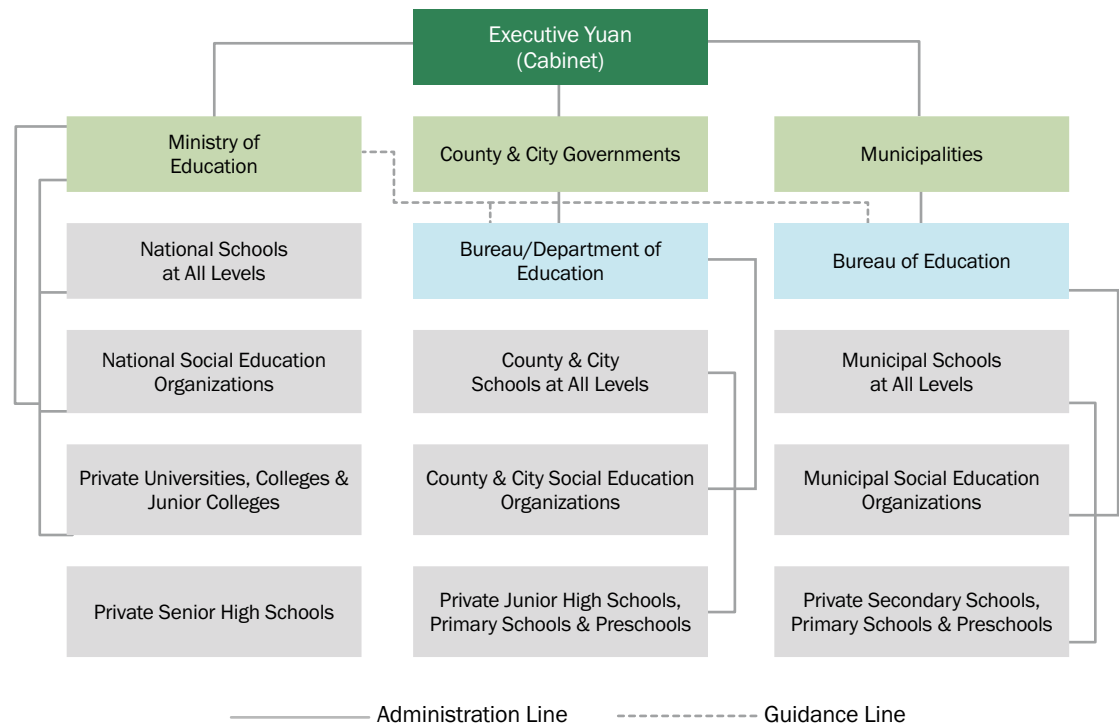 Executive Yuan
(Cabinet)
Ministry of
Education
County & City Governments
Municipalities
National Schools
at All Levels
Bureau/Department of
Education
Bureau of Education
National Social Education
Organizations
County & City
Schools at All Levels
Municipal Schools
at All Levels
Private Universities, Colleges &
Junior Colleges
County & City Social Education
Organizations
Municipal Social Education
Organizations
Private Senior High Schools
Private Junior High Schools,
Primary Schools & Preschools
Private Secondary Schools,
Primary Schools & Preschools
Administration Line
Guidance Line